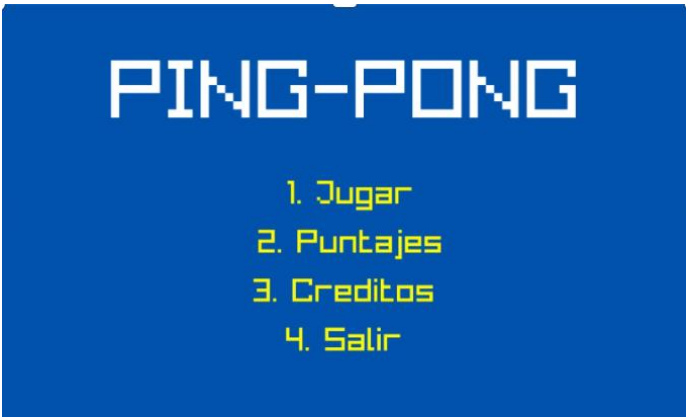 PING-PONG
1. Jugar
2. Puntajes
3. Creditos
4. Salir